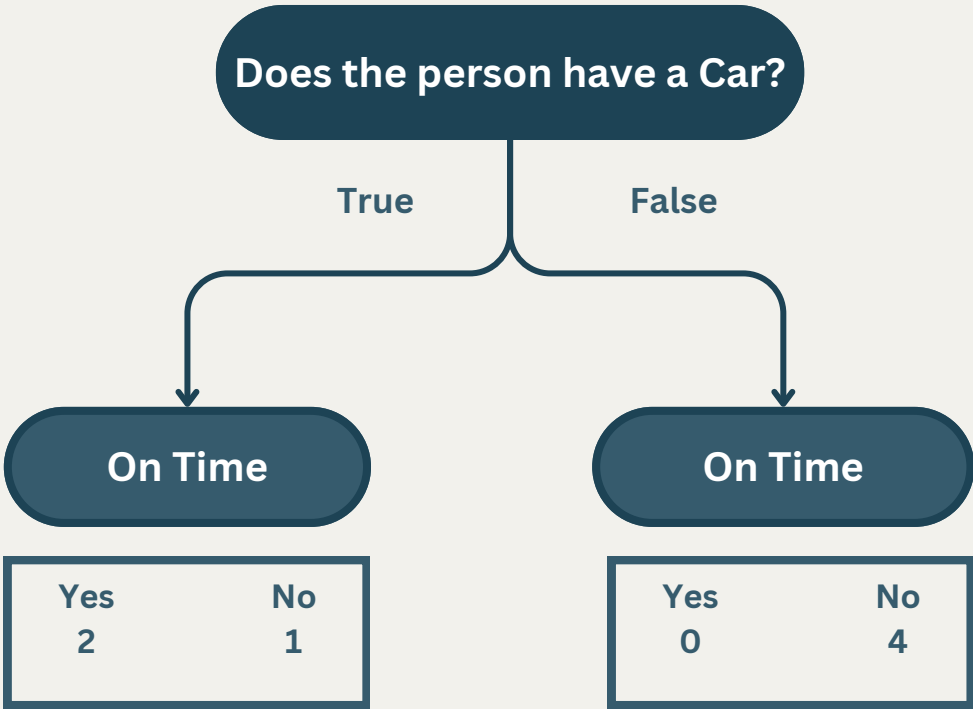 Does the person have a Car?
True False
On Time On Time
Yes No Yes No
2 1 0 4